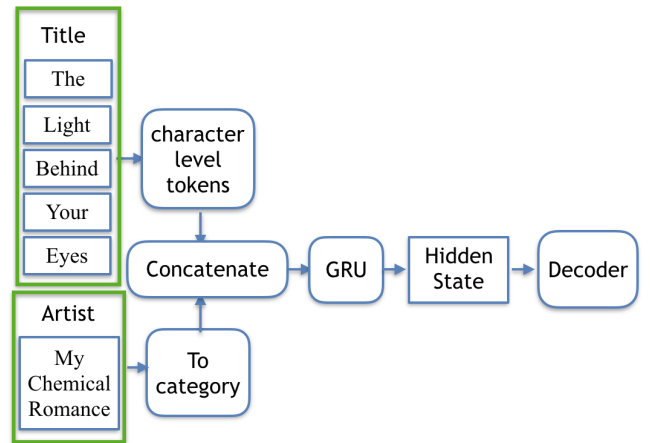 Title
The
Light
Behind
Your
Eyes
character
level
tokens
Concatenate
GRU
Hidden
State
Decoder
Artist
My
Chemical
Romance
To
category